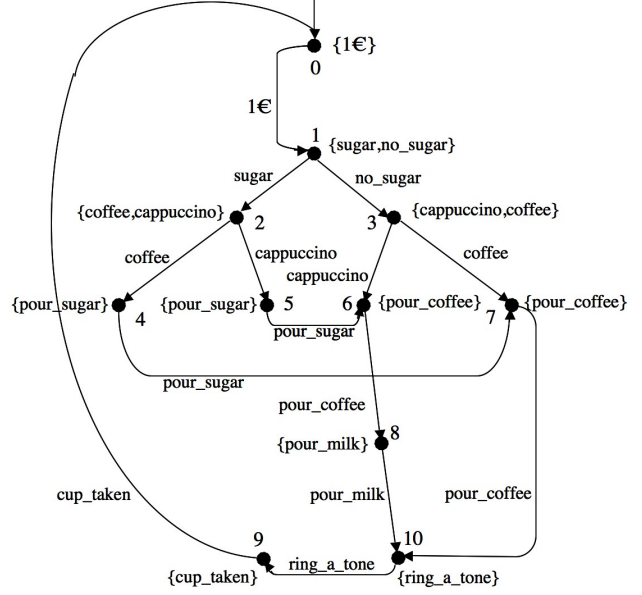 {1€}
0
1€
1
{sugar,no_sugar}
sugar
no_sugar
{coffee,cappuccino}
2
3
{cappuccino,coffee}
coffee
cappuccino
cappuccino
coffee
{pour_sugar}
4
{pour_sugar}
5
6
{pour_coffee}
7
{pour_coffee}
pour_sugar
pour_sugar
pour_coffee
8
{pour_milk}
cup_taken
pour_milk
pour_coffee
9
10
ring_a_tone
{cup_taken}
{ring_a_tone}